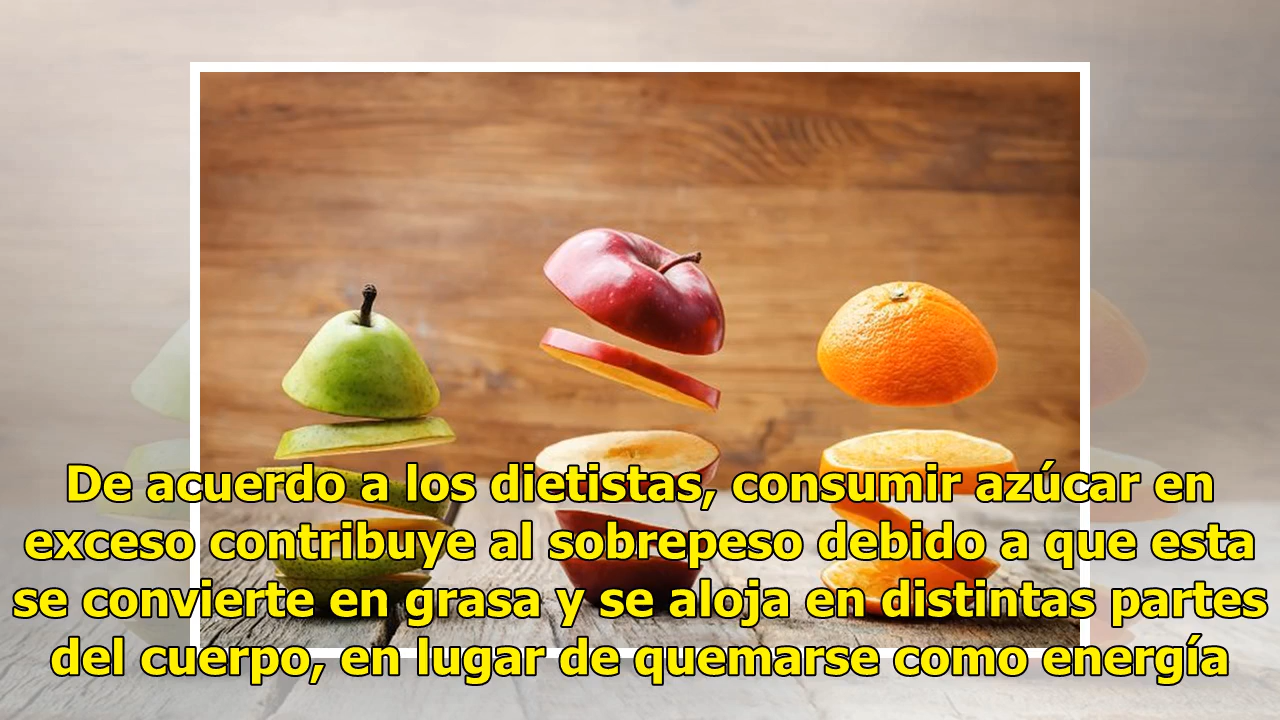 De acuerdo a los dietistas, consumir azúcar en
exceso contribuye al sobrepeso debido a que esta
se convierte en grasa y se aloja en distintas partes
del cuerpo, en lugar de quemarse como energía